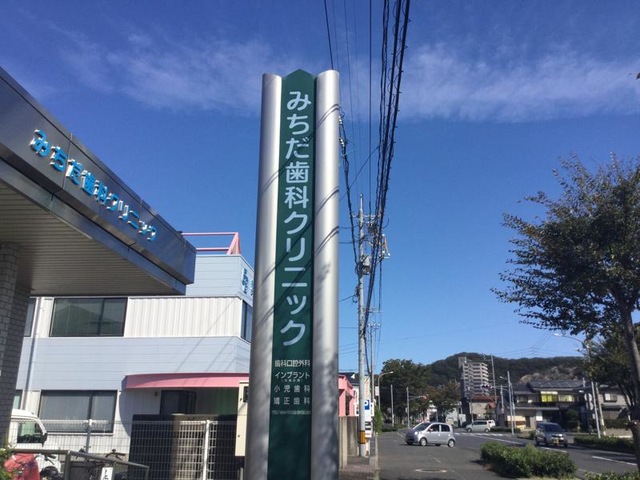 みちだ歯科クリニック
みちだ歯科クリニック
歯科口腔外科
インプラント
小児歯科
矯正歯科